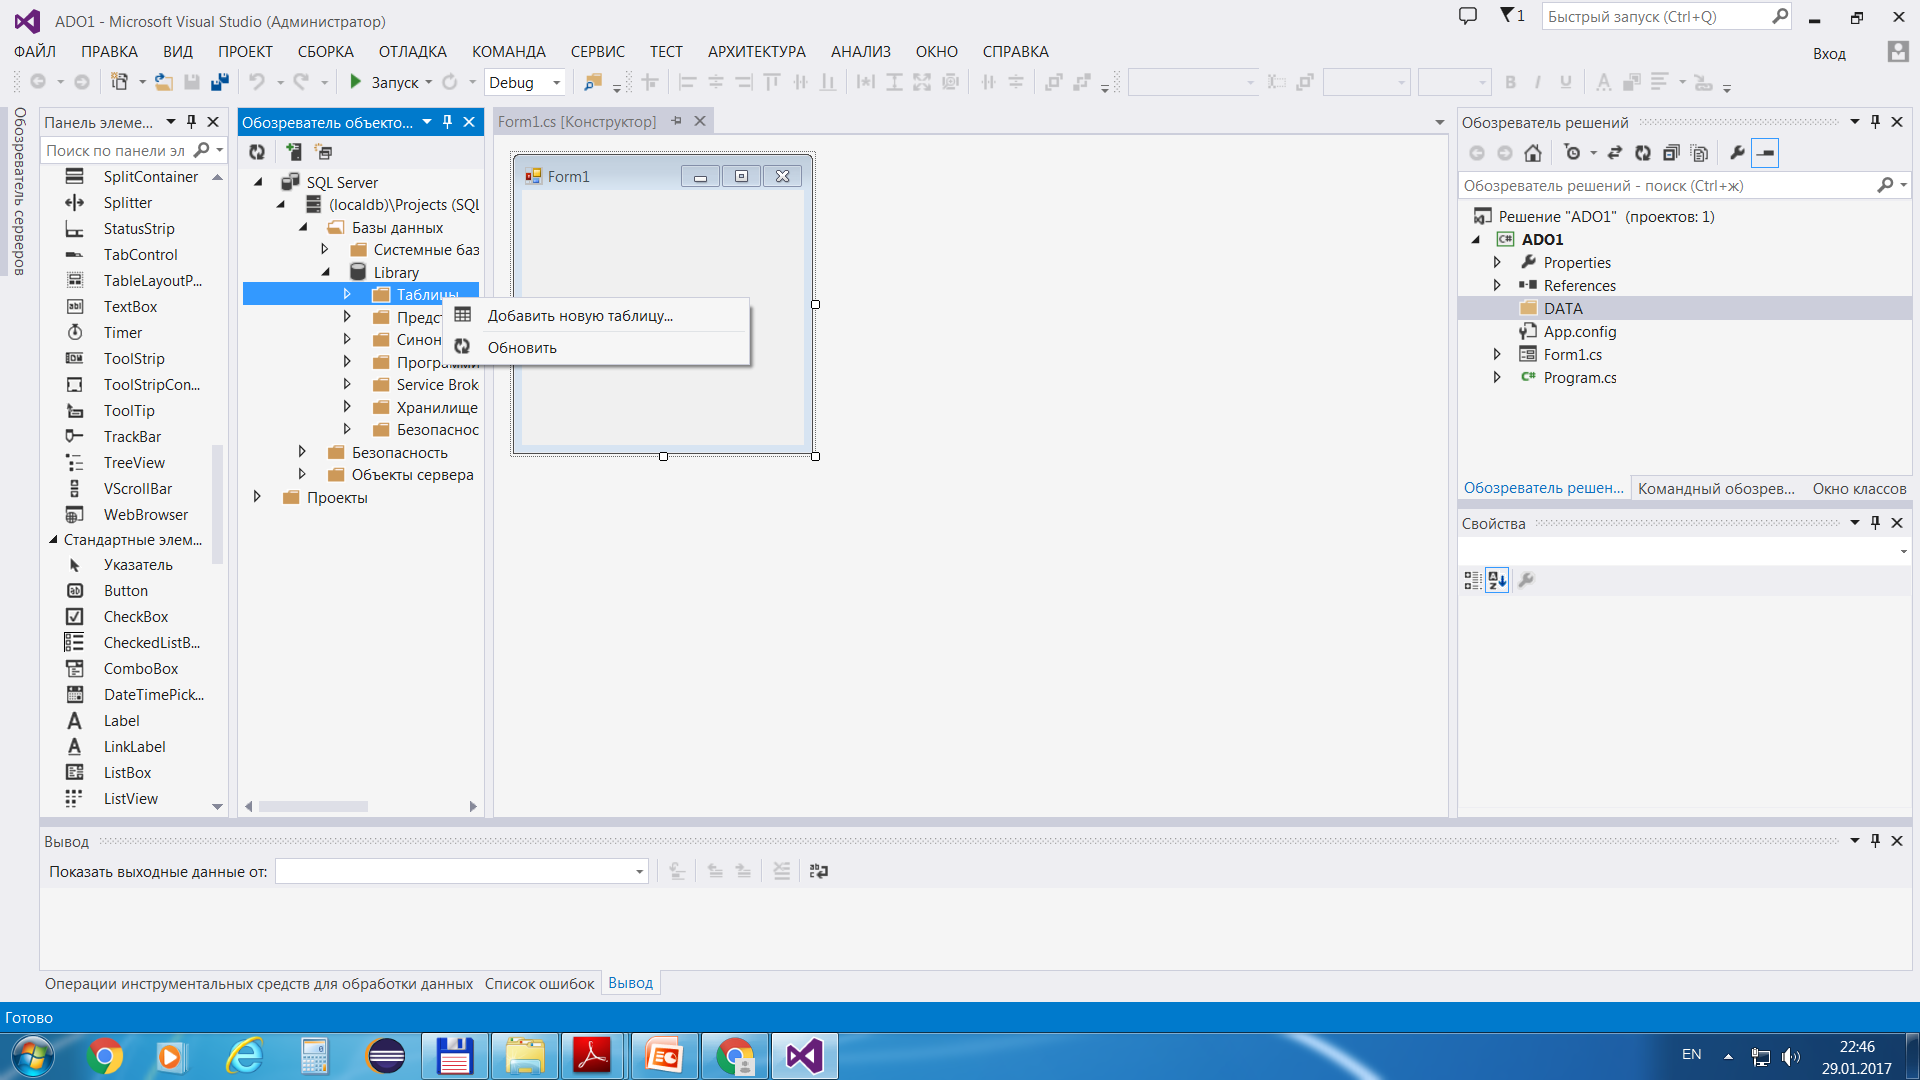 ADO1 - Microsoft Visual Studio (Администратор)
1
Быстрый запуск (Ctrl+Q)
ФАЙЛ ПРАВКА ВИД ПРОЕКТ СБОРКА ОТЛАДКА КОМАНДА СЕРВИС ТЕСТ АРХИТЕКТУРА АНАЛИЗ ОКНО СПРАВКА
Вход
Запуск Debug
B I U
Обозреватель серверов
Панель элеме...
Поиск по панели эл
SplitContainer
Splitter
StatusStrip
TabControl
TableLayoutP...
TextBox
Timer
ToolStrip
ToolStripCon...
ToolTip
TrackBar
TreeView
VScrollBar
WebBrowser
Стандартные элем...
Указатель
Button
CheckBox
CheckedListB...
ComboBox
DateTimePick...
Label
LinkLabel
ListBox
ListView
Обозреватель объекто...
SQL Server
(localdb)\Projects (SQL
Базы данных
Системные баз
Library
Таблицы
Предст
Синон
Программи
Service Brok
Хранилище
Безопаснос
Безопасность
Объекты сервера
Проекты
Добавить новую таблицу...
Обновить
Form1.cs [Конструктор]
Form1
Обозреватель решений
Обозреватель решений - поиск (Ctrl+ж)
Решение "ADO1" (проектов: 1)
ADO1
Properties
References
DATA
App.config
Form1.cs
Program.cs
Обозреватель решен... Командный обозрев... Окно классов
Свойства
Вывод
Показать выходные данные от:
Операции инструментальных средств для обработки данных Список ошибок Вывод
Готово
EN
22:46
29.01.2017